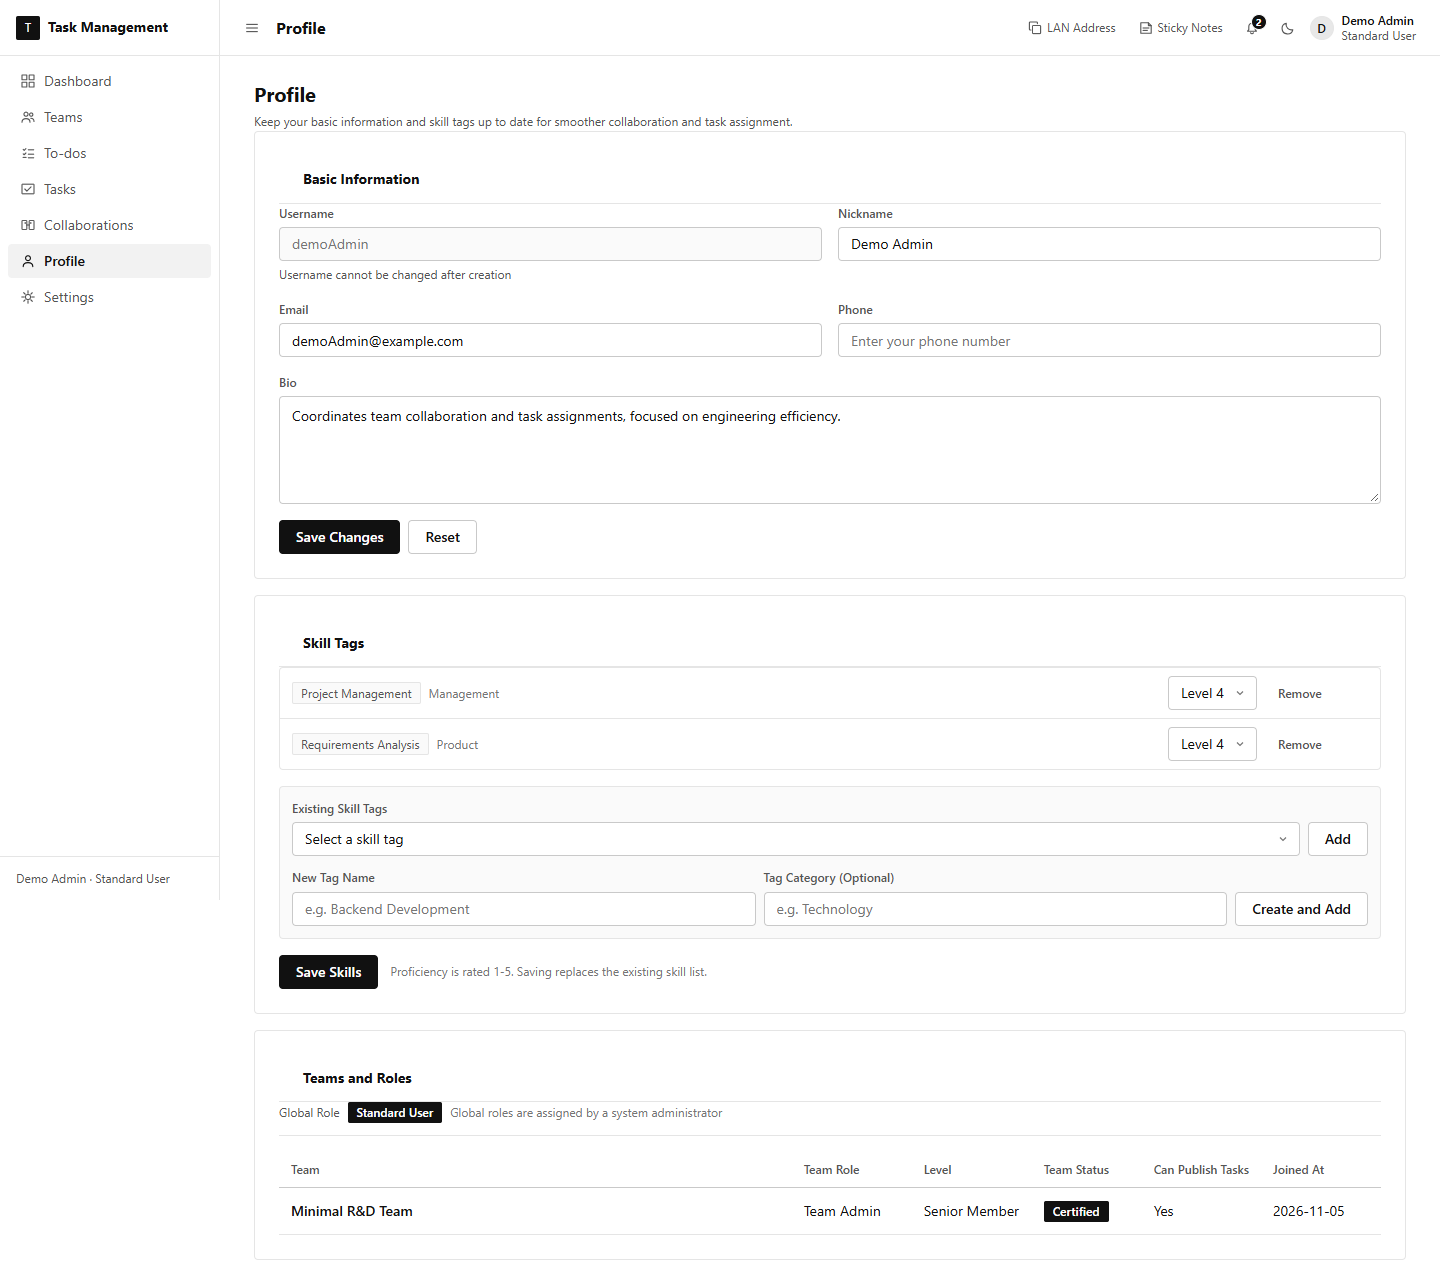 T Task Management
Profile
LAN Address
Sticky Notes
2
D
Demo Admin
Standard User
Dashboard
Teams
To-dos
Tasks
Collaborations
Profile
Settings
Demo Admin · Standard User
Profile
Keep your basic information and skill tags up to date for smoother collaboration and task assignment.
Basic Information
Username
demoAdmin
Username cannot be changed after creation
Nickname
Demo Admin
Email
demoAdmin@example.com
Phone
Enter your phone number
Bio
Coordinates team collaboration and task assignments, focused on engineering efficiency.
Save Changes
Reset
Skill Tags
Project Management Management Level 4 Remove
Requirements Analysis Product Level 4 Remove
Existing Skill Tags
Select a skill tag
Add
New Tag Name
e.g. Backend Development
Tag Category (Optional)
e.g. Technology
Create and Add
Save Skills
Proficiency is rated 1-5. Saving replaces the existing skill list.
Teams and Roles
Global Role Standard User Global roles are assigned by a system administrator
Team Team Role Level Team Status Can Publish Tasks Joined At
Minimal R&D Team Team Admin Senior Member Certified Yes 2026-11-05